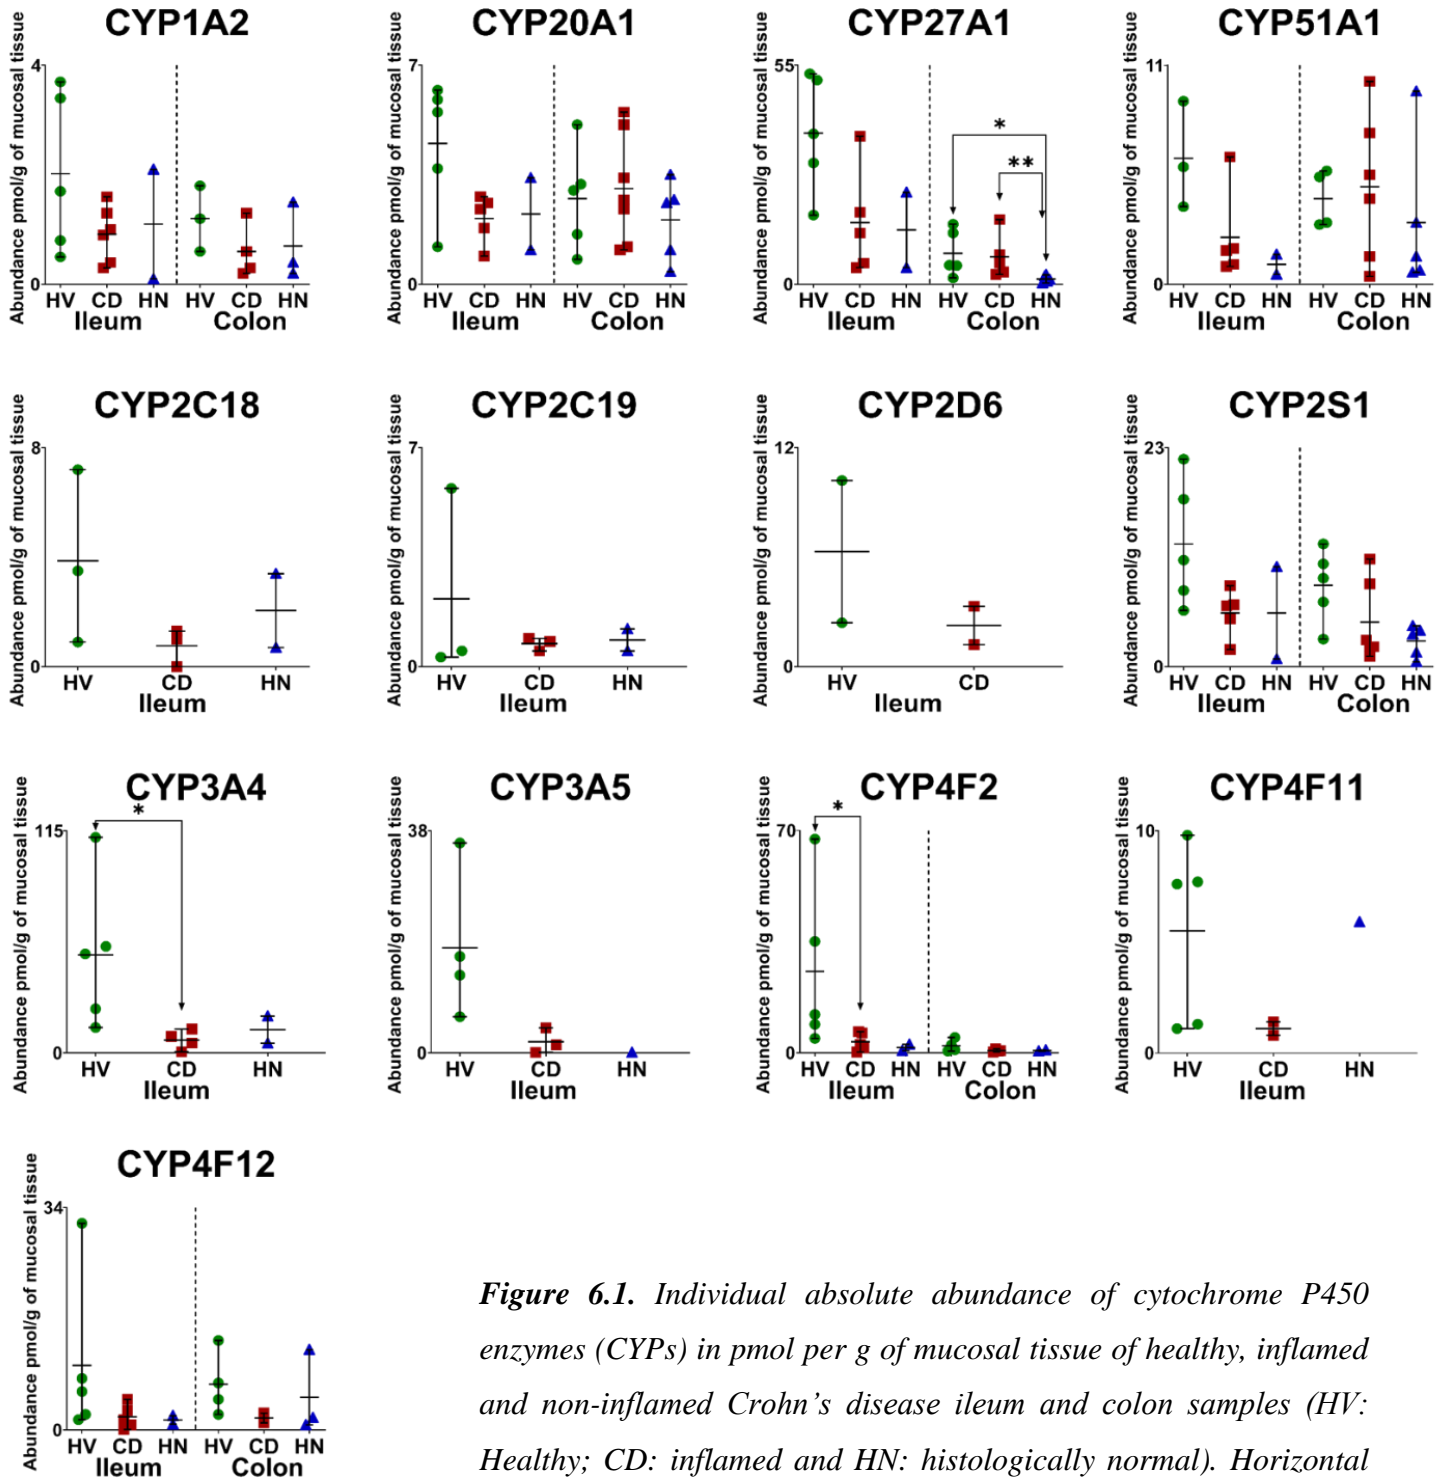 CYP1A2
Abundance pmol/g of mucosal tissue
4
0
HV CD HN HV CD HN
Ileum Colon
CYP20A1
Abundance pmol/g of mucosal tissue
7
0
HV CD HN HV CD HN
Ileum Colon
CYP27A1
Abundance pmol/g of mucosal tissue
55
*
**
0
HV CD HN HV CD HN
Ileum Colon
CYP51A1
Abundance pmol/g of mucosal tissue
11
0
HV CD HN HV CD HN
Ileum Colon
CYP2C18
Abundance pmol/g of mucosal tissue
8
0
HV CD HN
Ileum
CYP2C19
Abundance pmol/g of mucosal tissue
7
0
HV CD HN
Ileum
CYP2D6
Abundance pmol/g of mucosal tissue
12
0
HV CD
Ileum
CYP2S1
Abundance pmol/g of mucosal tissue
23
0
HV CD HN HV CD HN
Ileum Colon
CYP3A4
Abundance pmol/g of mucosal tissue
*
115
0
HV CD HN
Ileum
CYP3A5
Abundance pmol/g of mucosal tissue
38
0
HV CD HN
Ileum
CYP4F2
Abundance pmol/g of mucosal tissue
*
70
0
HV CD HN HV CD HN
Ileum Colon
CYP4F11
Abundance pmol/g of mucosal tissue
10
0
HV CD HN
Ileum
CYP4F12
Abundance pmol/g of mucosal tissue
34
0
HV CD HN HV CD HN
Ileum Colon
Figure 6.1. Individual absolute abundance of cytochrome P450
enzymes (CYPs) in pmol per g of mucosal tissue of healthy, inflamed
and non-inflamed Crohn's disease ileum and colon samples (HV:
Healthy; CD: inflamed and HN: histologically normal). Horizontal